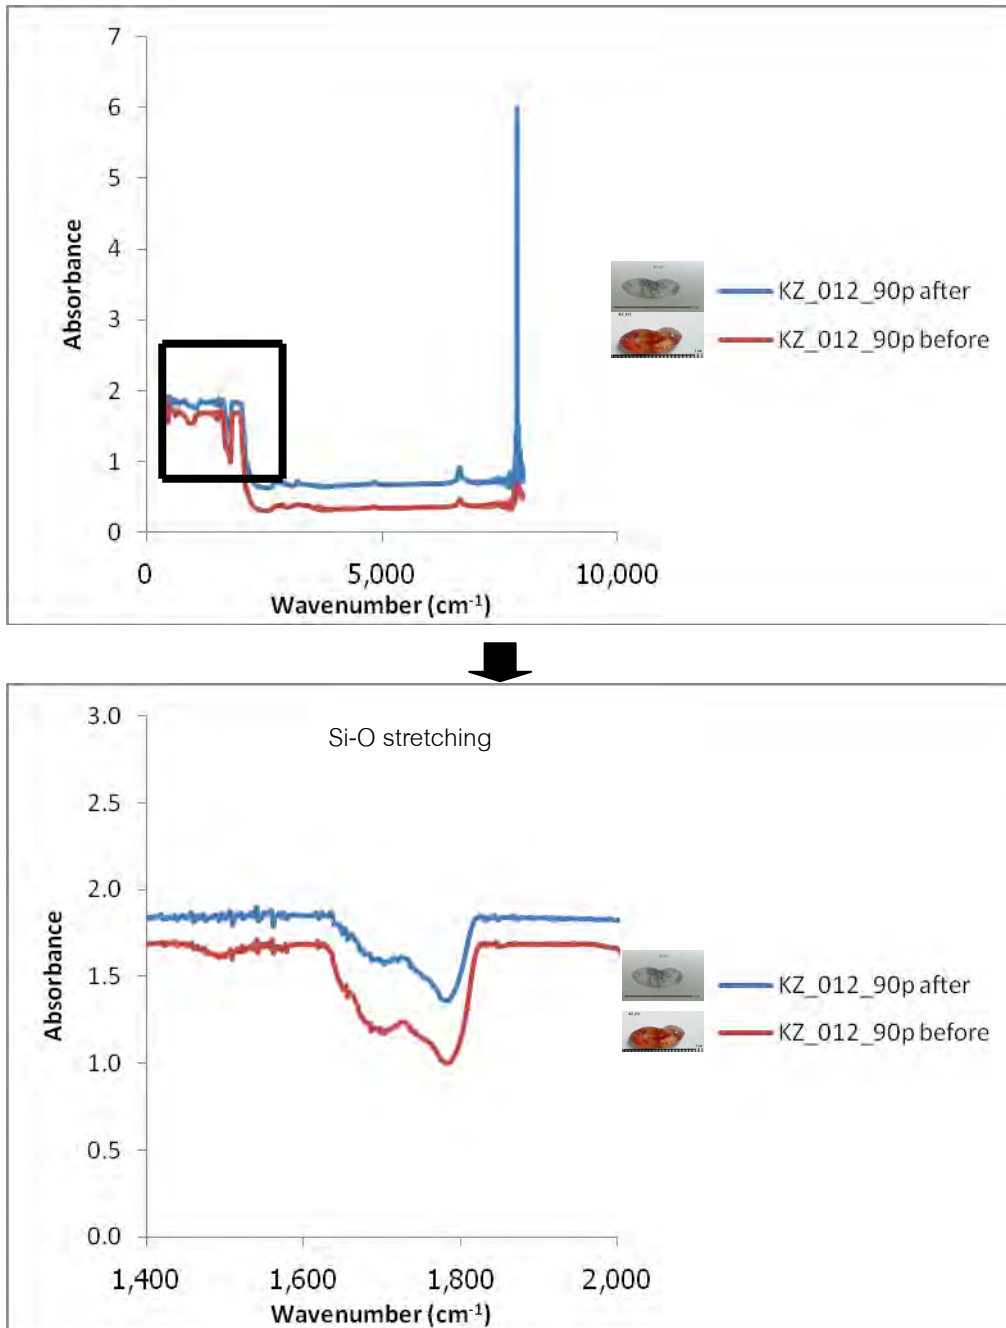 7
6
5
4
3
2
1
0
Absorbance
0 5,000 10,000
Wavenumber (cm-1)
KZ_012_90p after
KZ_012_90p before
Si-O stretching
3.0
2.5
2.0
1.5
1.0
0.5
0.0
Absorbance
1,400 1,600 1,800 2,000
Wavenumber (cm-1)
KZ_012_90p after
KZ_012_90p before